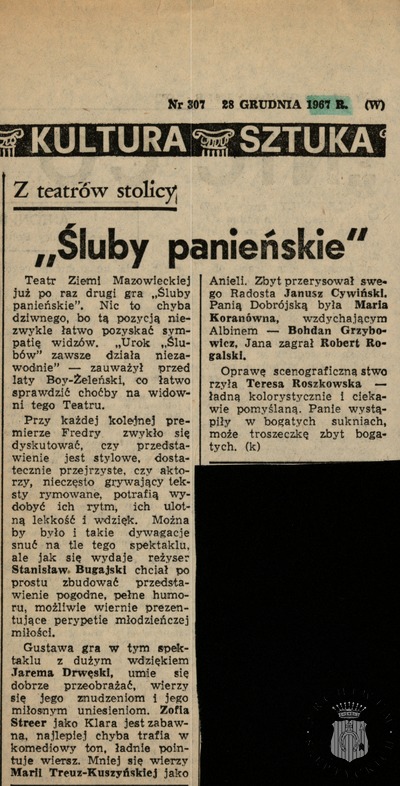 Nr 307 28 GRUDNIA 1967 R. (W)
KULTURA SZTUKA
Z teatrów stolicy
„Śluby panieńskie"
Teatr Ziemi Mazowieckiej
już po raz drugi gra „Śluby
panieńskie". Nic to chyba
dziwnego, bo tą pozycją nie-
zwykle łatwo pozyskać sym-
patię widzów. „Urok „Ślu-
bów" zawsze działa nieza-
wodnie" — zauważył przed
laty Boy-Żeleński, co łatwo
sprawdzić choćby na widow-
ni tego Teatru.
Przy każdej kolejnej pre-
mierze Fredry zwykło się
dyskutować, czy przedsta-
wienie jest stylowe, dosta-
tecznie przejrzyste, czy akto-
rzy, nieczęsto grywający tek-
sty rymowane, potrafią wy-
dobyć ich rytm, ich ulot-
ną lekkość i wdzięk. Można
by było i takie dywagacje
snuć na tle tego spektaklu,
ale jak się wydaje reżyser
Stanisław Bugajski chciał po
prostu zbudować przedsta-
wienie pogodne, pełne humo-
ru, możliwie wiernie prezen-
tujące perypetie młodzieńczej
miłości.
Gustawa gra w tym spek-
taklu z dużym wdziękiem
Jarema Drwęski, umie się
dobrze przeobrażać, wierzy
się jego znudzeniom i jego
miłosnym uniesieniom. Zofia
Streer jako Klara jest zabaw-
na, najlepiej chyba trafia w
komediowy ton, ładnie poin-
tuje wiersz. Mniej się wierzy
Marii Treuz-Kuszyńskiej jako
Anieli. Zbyt przerysował swe-
go Radosta Janusz Cywiński.
Panią Dobrójską była Maria
Koranówna, wzdychającym
Albinem — Bohdan Grzybo-
wicz, Jana zagrał Robert Ro-
galski.
Oprawę scenograficzną stwo
rzyła Teresa Roszkowska —
ładną kolorystycznie i cieka-
wie pomyślaną. Panie wystą-
piły w bogatych sukniach,
może troszeczkę zbyt boga-
tych. (k)